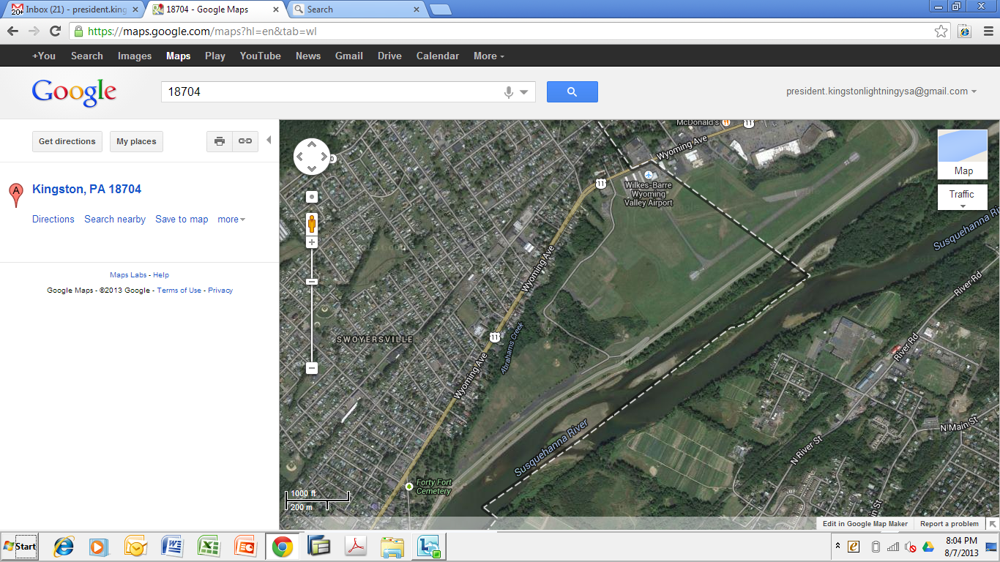 Inbox (21) - president.king
18704 - Google Maps
Search
20+
https://maps.google.com/maps?hl=en&tab=wl
+You Search Images Maps Play YouTube News Gmail Drive Calendar More
Google
18704
president.kingstonlightningysa@gmail.com
Get directions
My places
A
Kingston, PA 18704
Directions Search nearby Save to map more
Maps Labs - Help
Google Maps - ©2013 Google - Terms of Use - Privacy
McDonald's
11
Wyoming Ave
11
Wilkes-Barre
Wyoming
Valley Airport
Map
Traffic
Susquehanna Ri
River Rd
Wyoming Ave
SWOYERSVILLE
11
Abrahams Creek
River Rd
Wyoming Ave
N Main St
Susquehanna River
N River St
Forty Fort
Cemetery
1000 ft
200 m
in St
Edit in Google Map Maker
Report a problem
Start
8:04 PM
8/7/2013